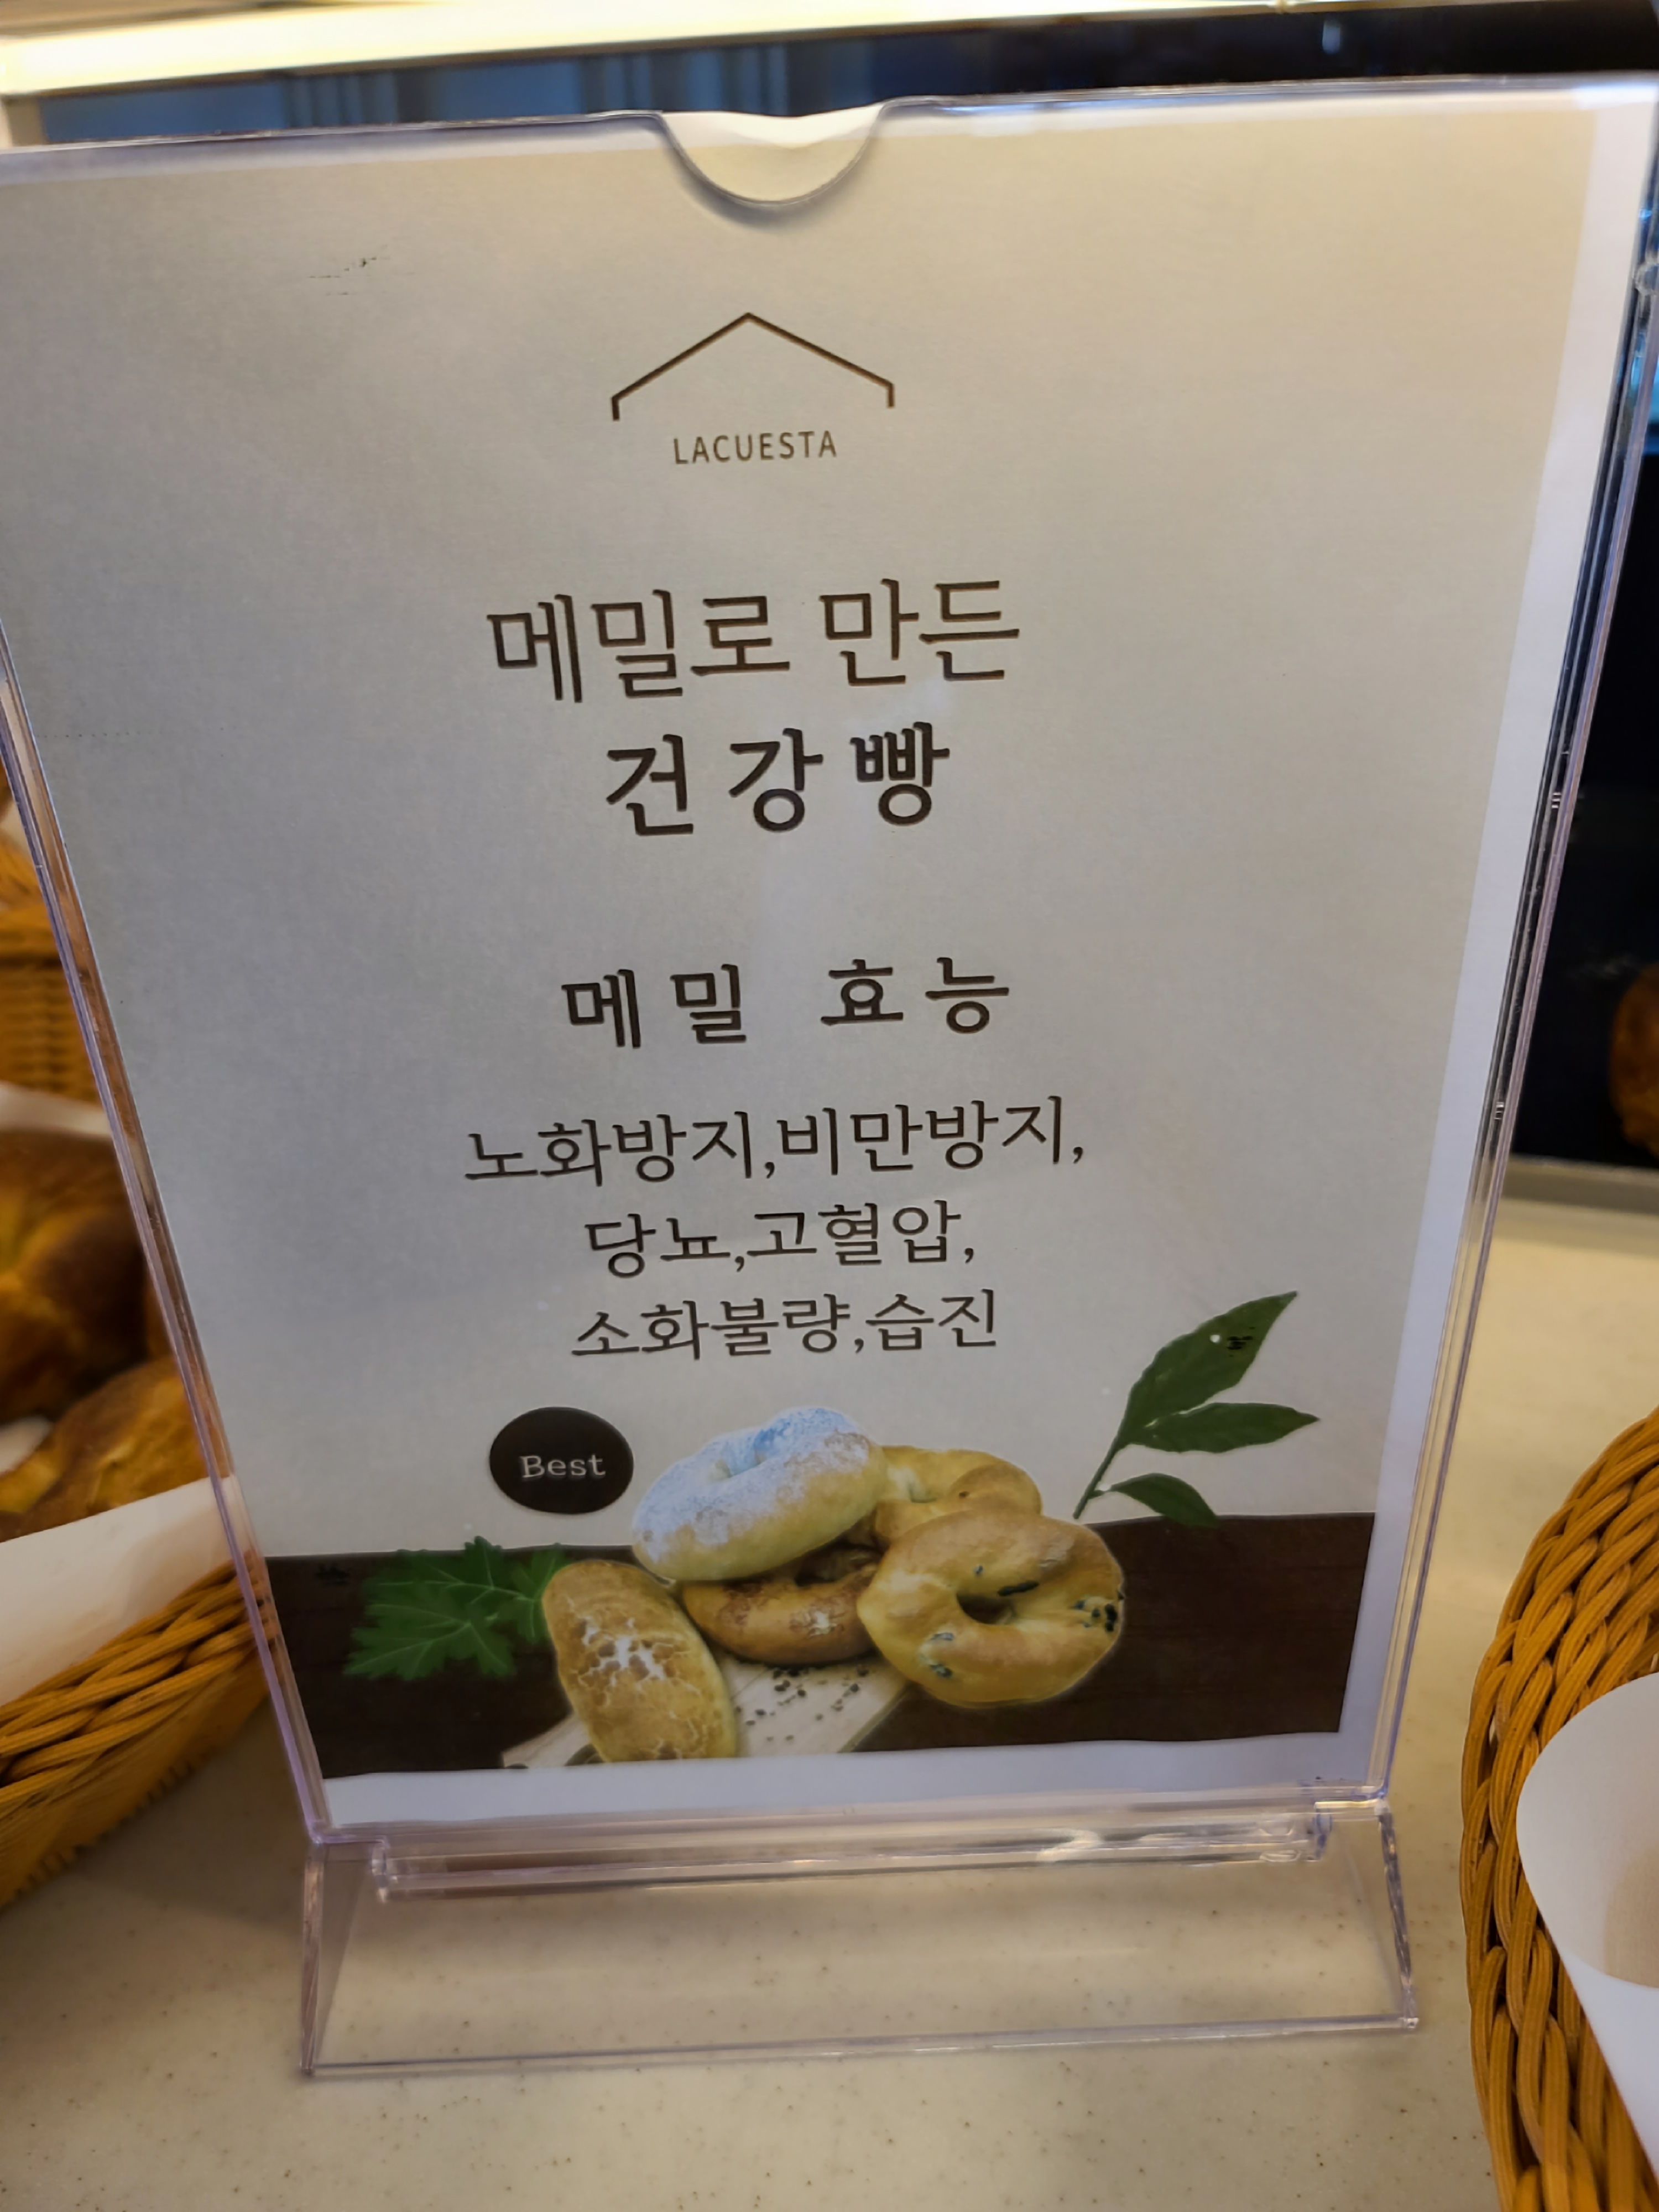 LACUESTA
메밀로 만든
건강빵
메밀 효능
노화방지,비만방지,
당뇨,고혈압,
소화불량,습진
Best